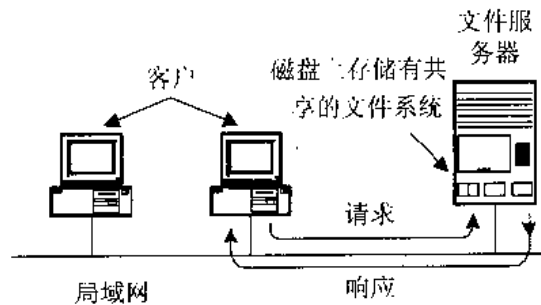 文件服
务器
客户
磁盘上存储有共
享的文件系统
请求
响应
局域网